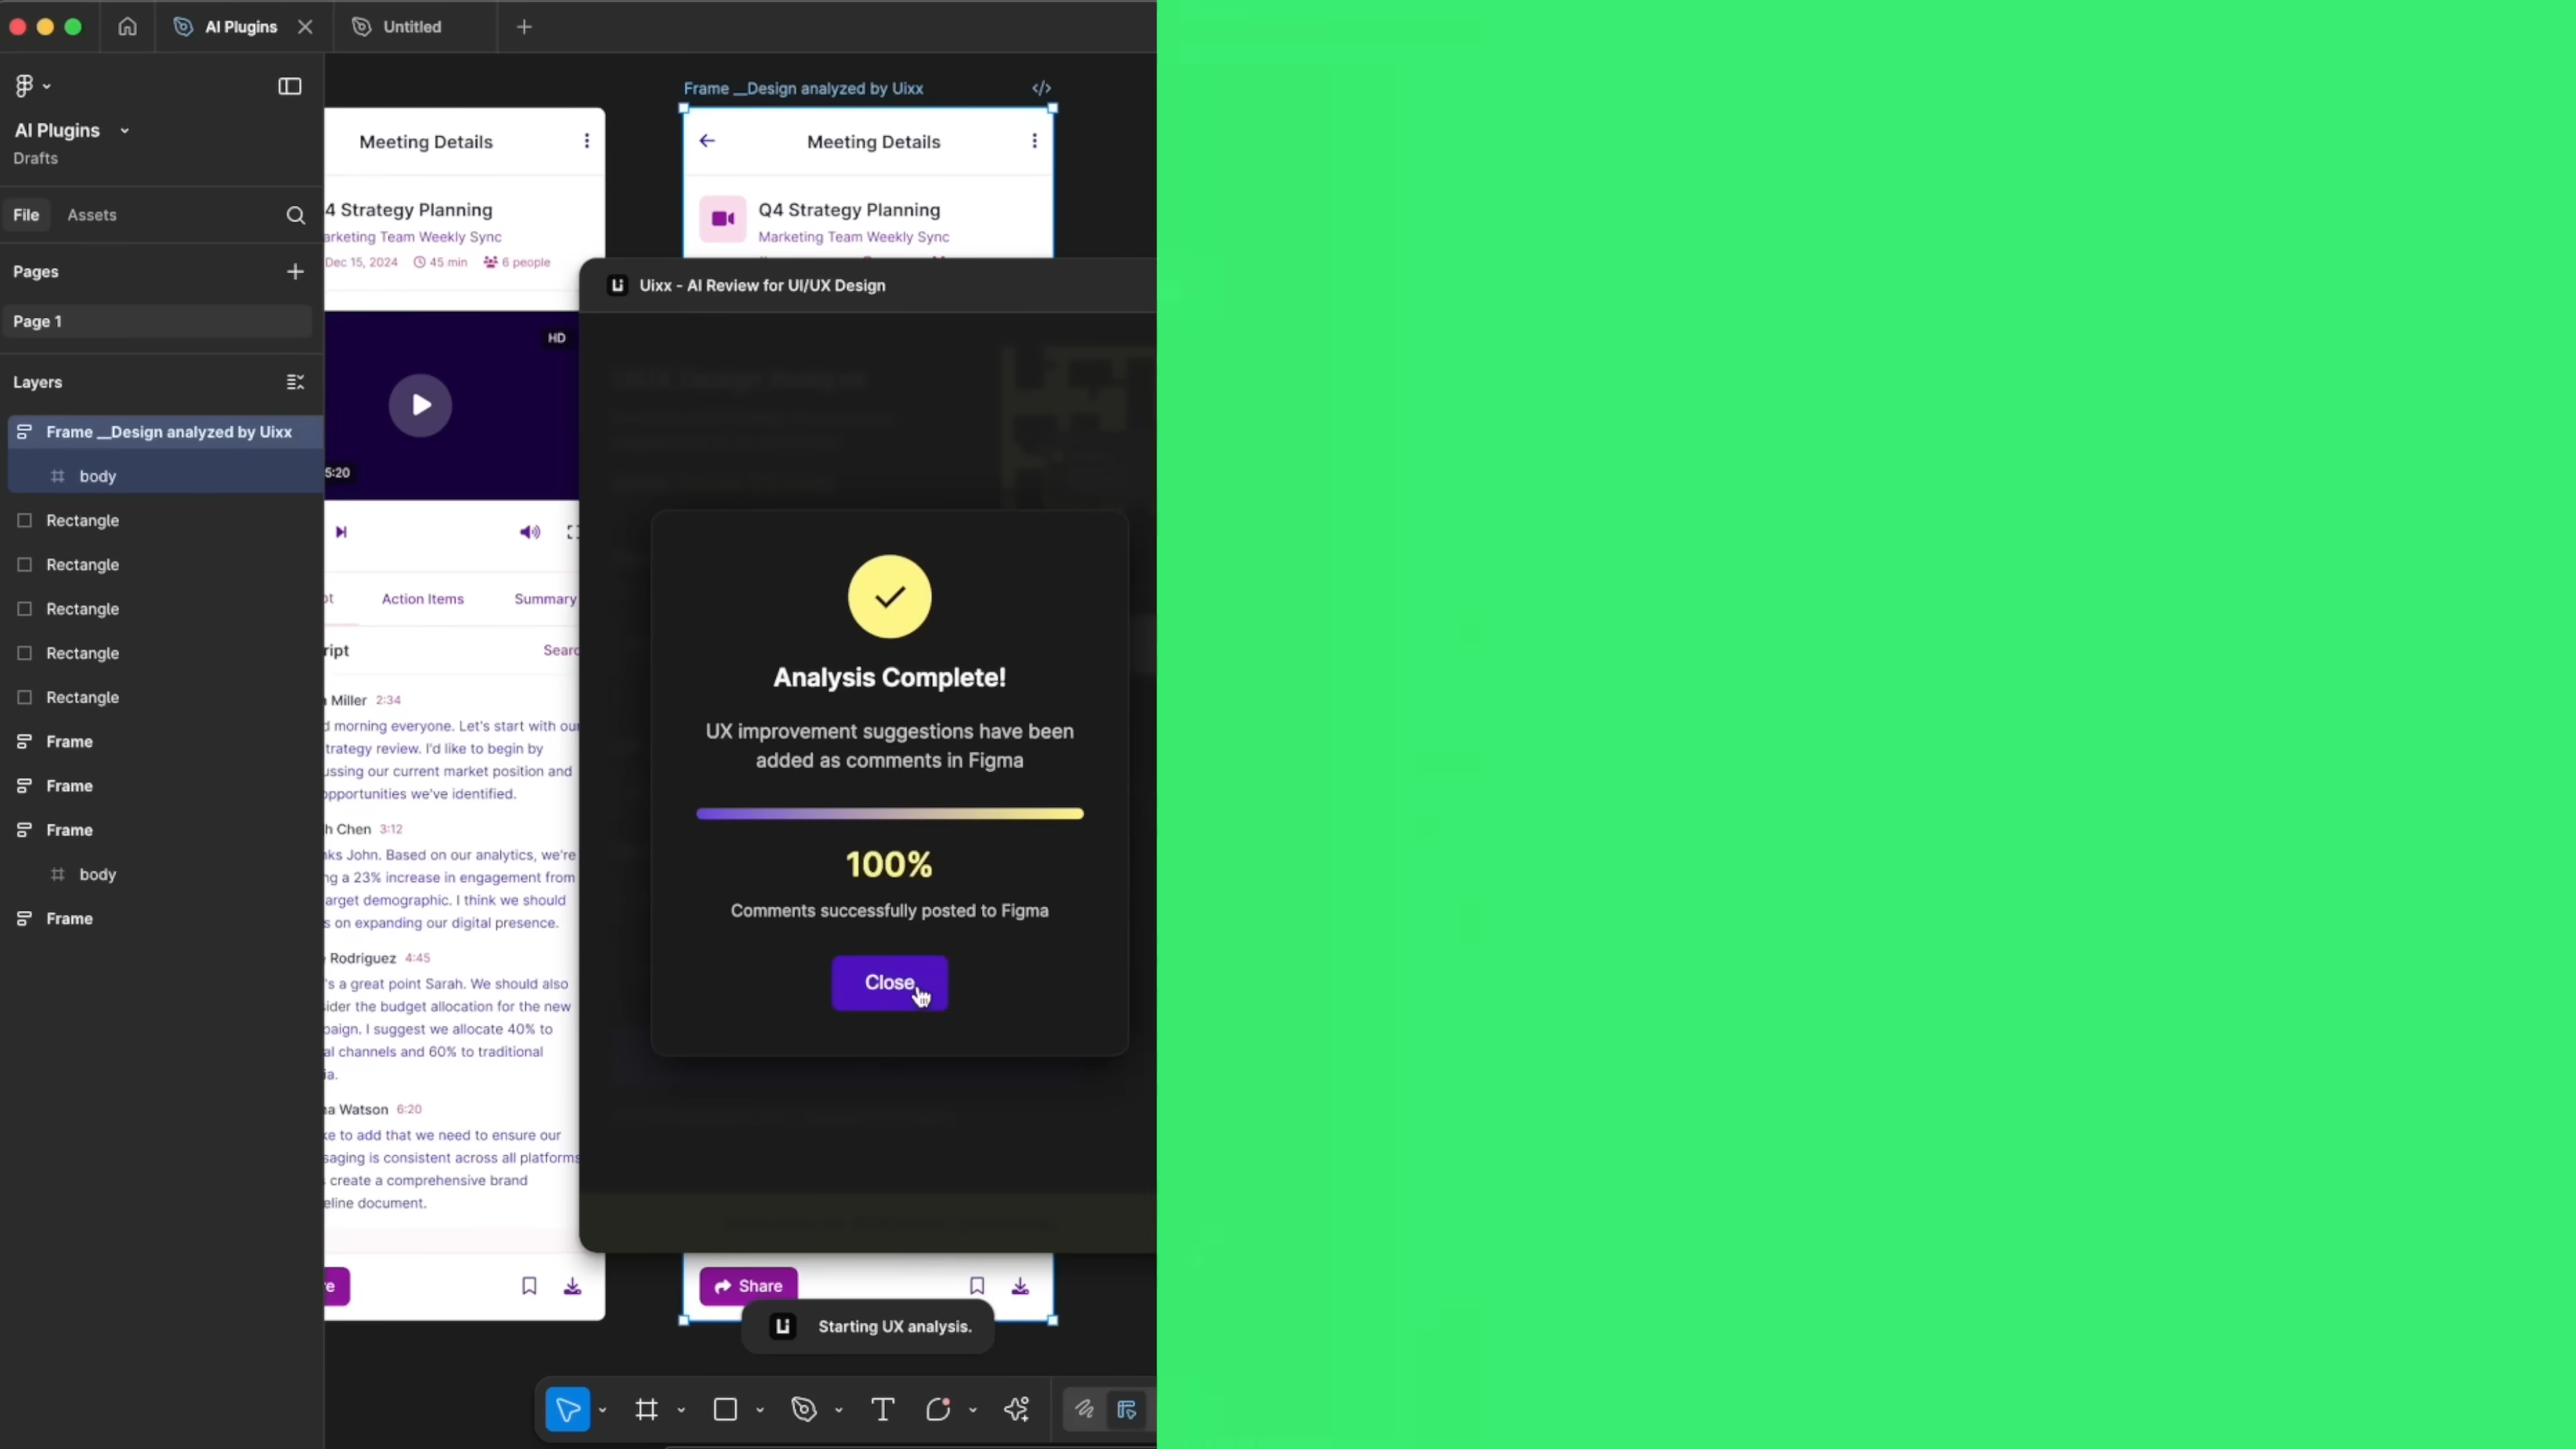 AI Plugins
Untitled
AI Plugins
Drafts
File
Assets
Pages
Page 1
Layers
Frame __Design analyzed by Uixx
body
Rectangle
Rectangle
Rectangle
Rectangle
Rectangle
Frame
Frame
Frame
body
Frame
Meeting Details
4 Strategy Planning
arketing Team Weekly Sync
Dec 15, 2024 45 min 6 people
HD
5:20
Action Items
Summary
ript
Searc
Miller 2:34
d morning everyone. Let's start with our
trategy review. I'd like to begin by
ussing our current market position and
opportunities we've identified.
h Chen 3:12
nks John. Based on our analytics, we're
ng a 23% increase in engagement from
arget demographic. I think we should
s on expanding our digital presence.
Rodriguez 4:45
's a great point Sarah. We should also
ider the budget allocation for the new
paign. I suggest we allocate 40% to
al channels and 60% to traditional
ia.
na Watson 6:20
ke to add that we need to ensure our
saging is consistent across all platforms
create a comprehensive brand
eline document.
e
Frame __Design analyzed by Uixx
Meeting Details
Q4 Strategy Planning
Marketing Team Weekly Sync
Uixx - AI Review for UI/UX Design
Analysis Complete!
UX improvement suggestions have been
added as comments in Figma
100%
Comments successfully posted to Figma
Close
Share
Starting UX analysis.